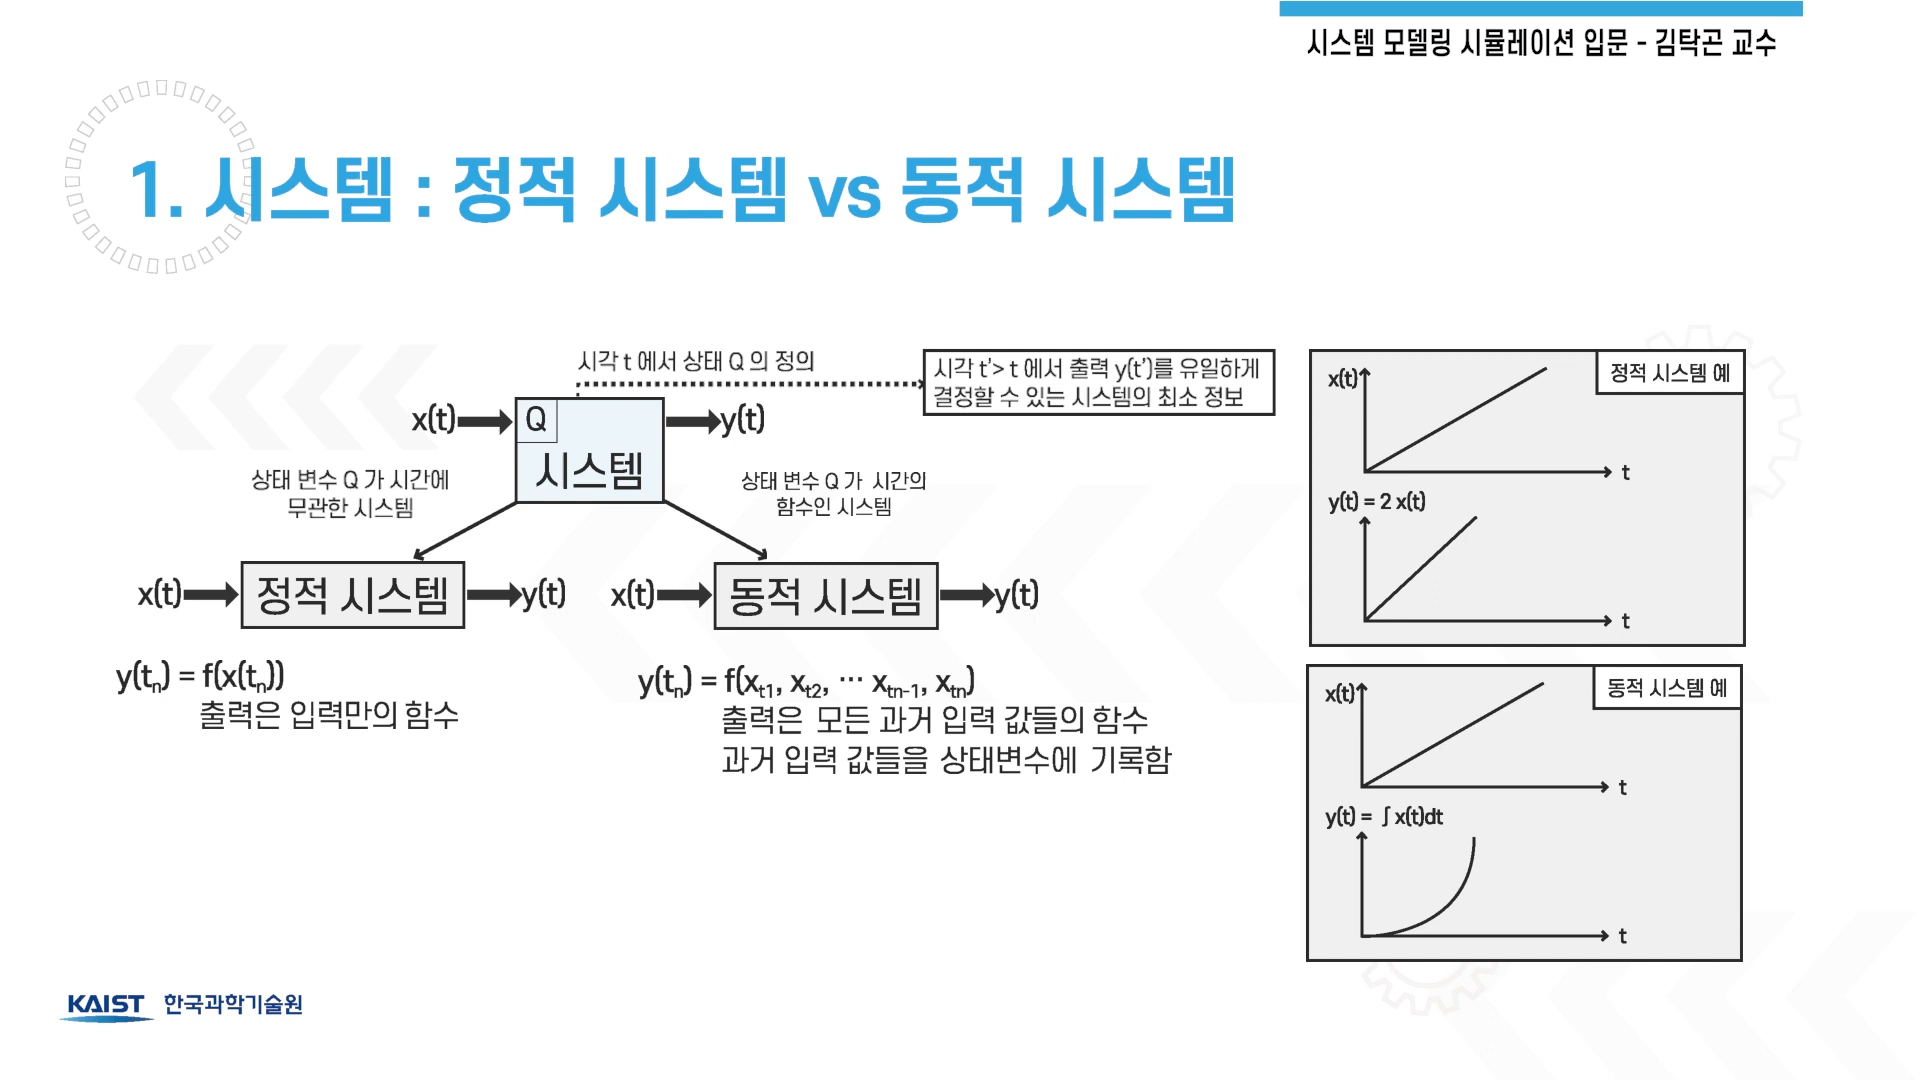 시스템 모델링 시뮬레이션 입문 - 김탁곤 교수
1. 시스템 : 정적 시스템 vs 동적 시스템
시각 t 에서 상태 Q 의 정의
시각 t’> t 에서 출력 y(t’)를 유일하게
결정할 수 있는 시스템의 최소 정보
x(t)
Q
시스템
y(t)
상태 변수 Q 가 시간에
무관한 시스템
상태 변수 Q 가 시간의
함수인 시스템
x(t)
정적 시스템
y(t)
x(t)
동적 시스템
y(t)
y(tn) = f(x(tn))
출력은 입력만의 함수
y(tn) = f(xt1, xt2, ··· xtn-1, xtn)
출력은 모든 과거 입력 값들의 함수
과거 입력 값들을 상태변수에 기록함
정적 시스템 예
x(t)
t
y(t) = 2 x(t)
t
동적 시스템 예
x(t)
t
y(t) = ∫ x(t)dt
t
KAIST 한국과학기술원